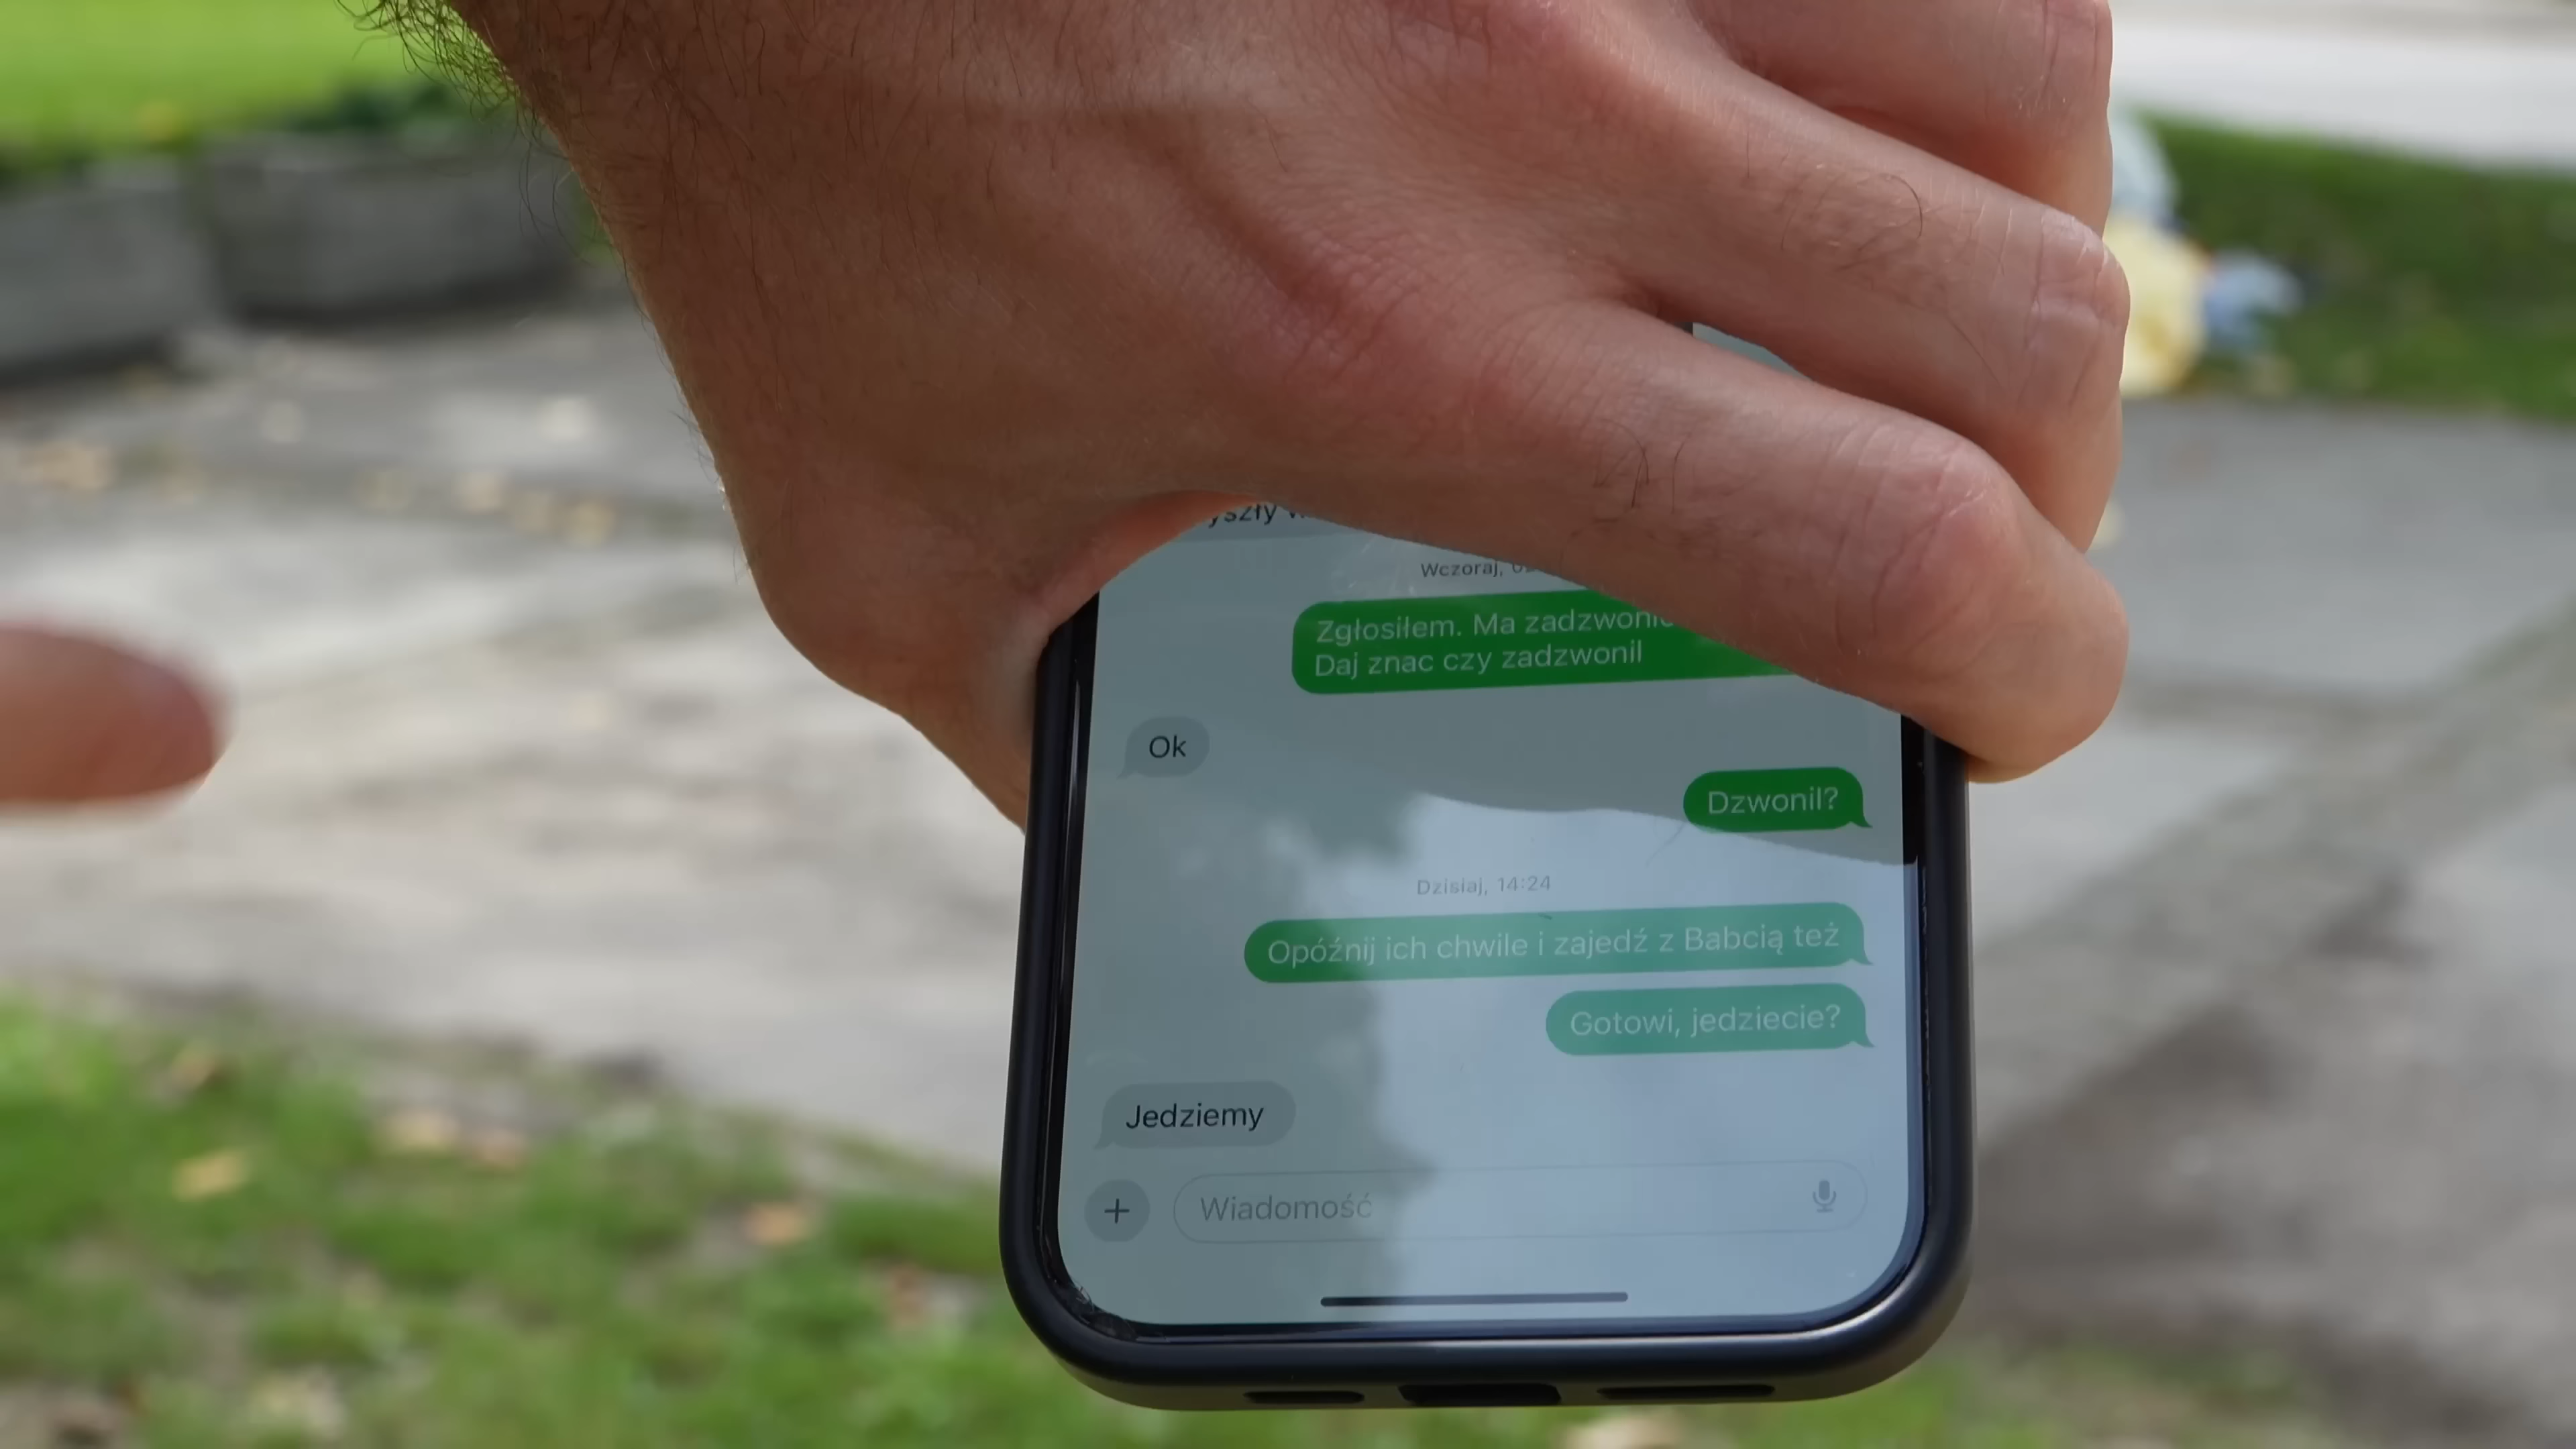 Wczoraj,
Zgłosiłem. Ma
Daj znac czy zadzwonil
Ok
Dzwonil?
Dzisiaj, 14:24
Opóźnij ich chwile i zajedź z Babcią też
Gotowi, jedziecie?
Jedziemy
+ Wiadomość